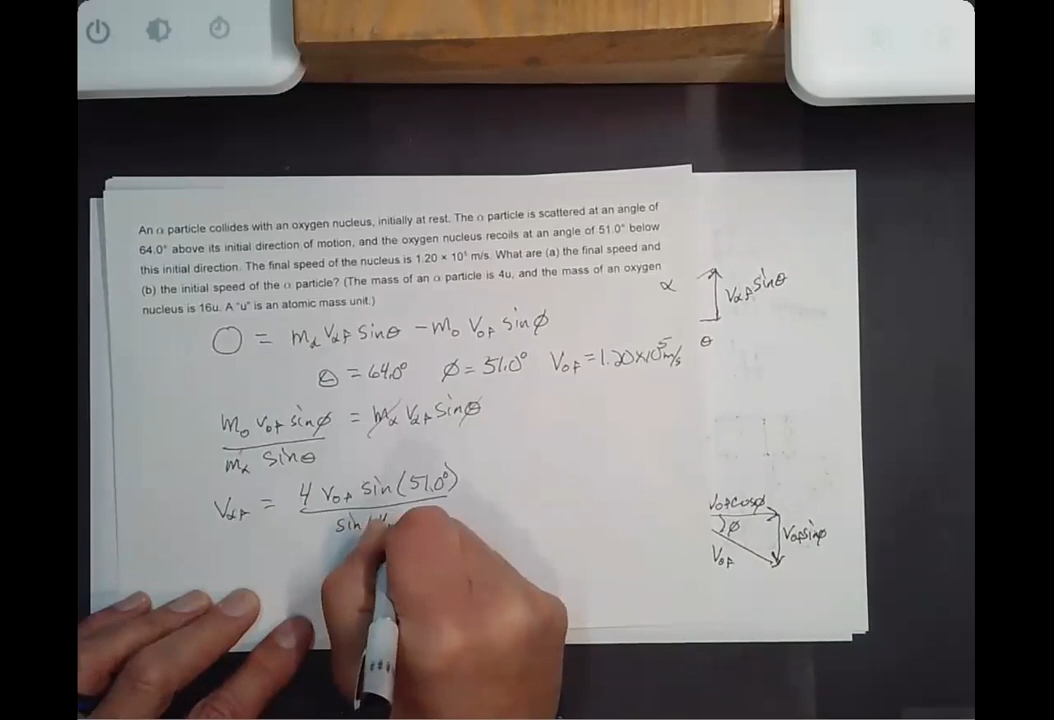 An α particle collides with an oxygen nucleus, initially at rest. The α particle is scattered at an angle of
64.0° above its initial direction of motion, and the oxygen nucleus recoils at an angle of 51.0° below
this initial direction. The final speed of the nucleus is 1.20 × 10⁵ m/s. What are (a) the final speed and
(b) the initial speed of the α particle? (The mass of an α particle is 4u, and the mass of an oxygen
nucleus is 16u. A "u" is an atomic mass unit.)
α
VαF sinθ
θ
O = mα VαF sinθ - mo VoF sinφ
θ = 64.0° φ = 51.0° VoF = 1.20×10⁵ m/s
mo VoF sinφ = mα VαF sinθ
mα sinθ
VαF = 4 VoF sin(51.0°)
sin(
VoF cosφ
φ
VoF sinφ
VoF